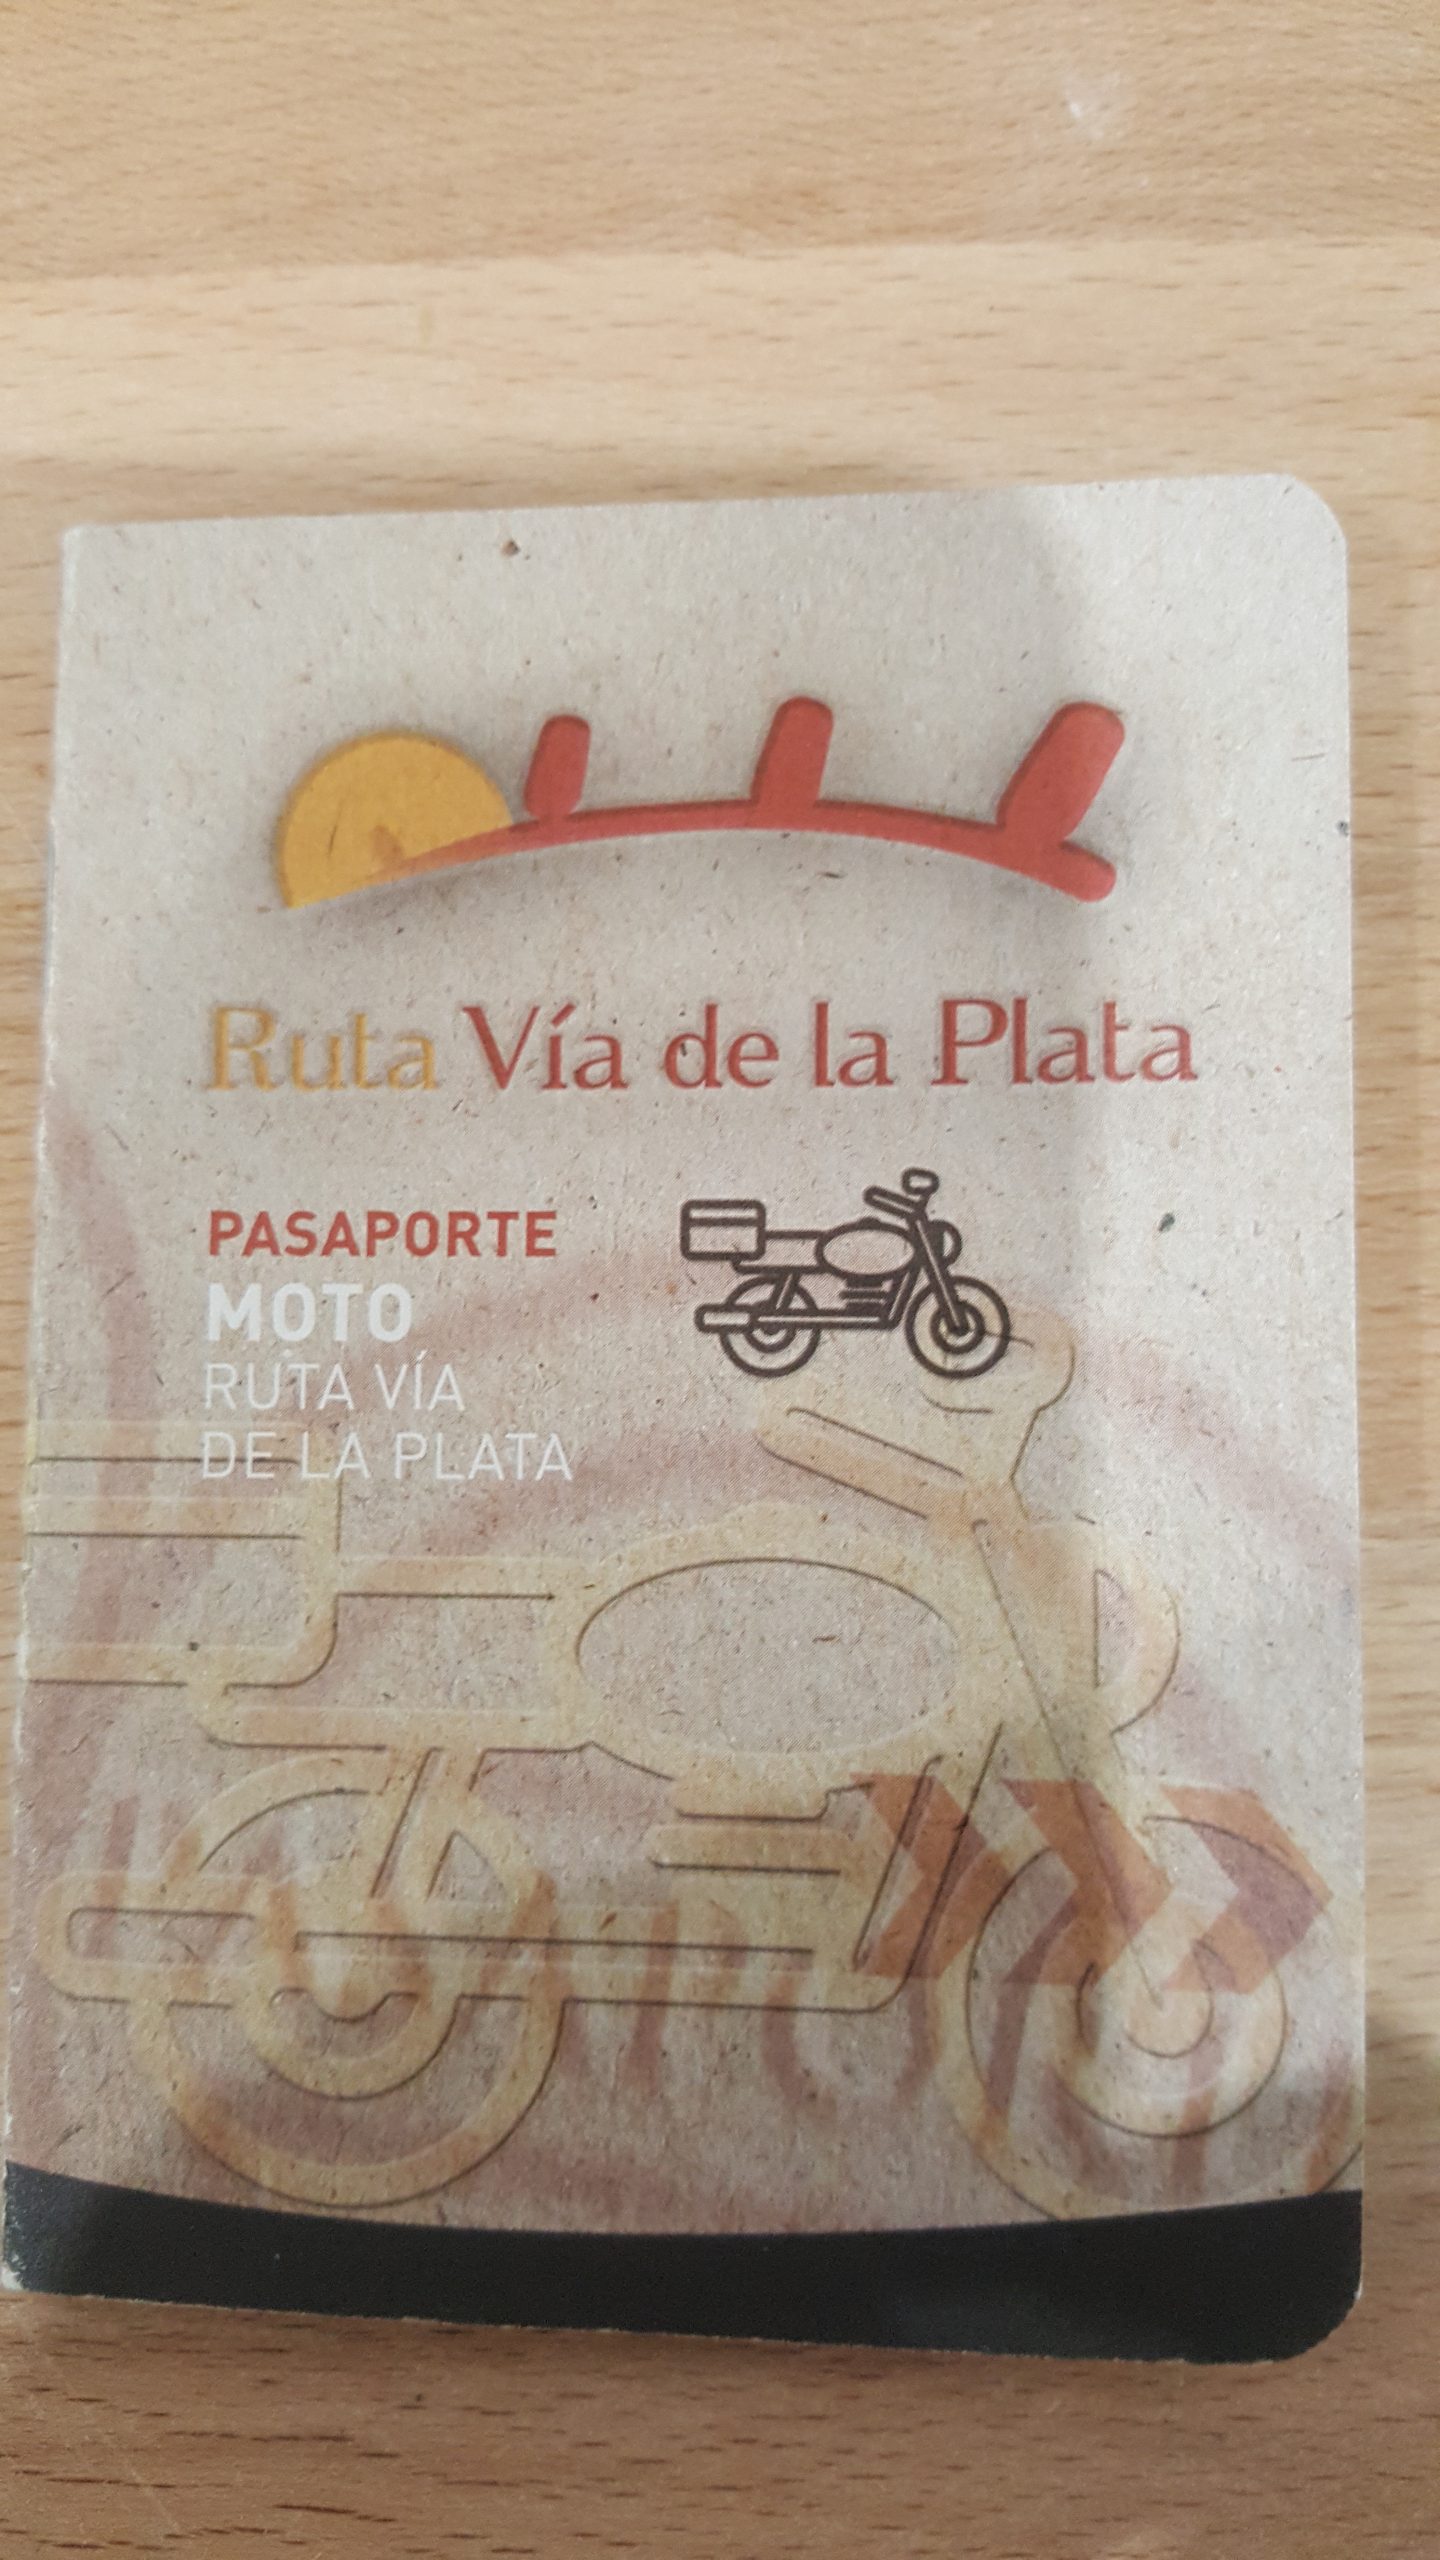 Ruta Vía de la Plata
PASAPORTE
MOTO
RUTA VÍA
DE LA PLATA